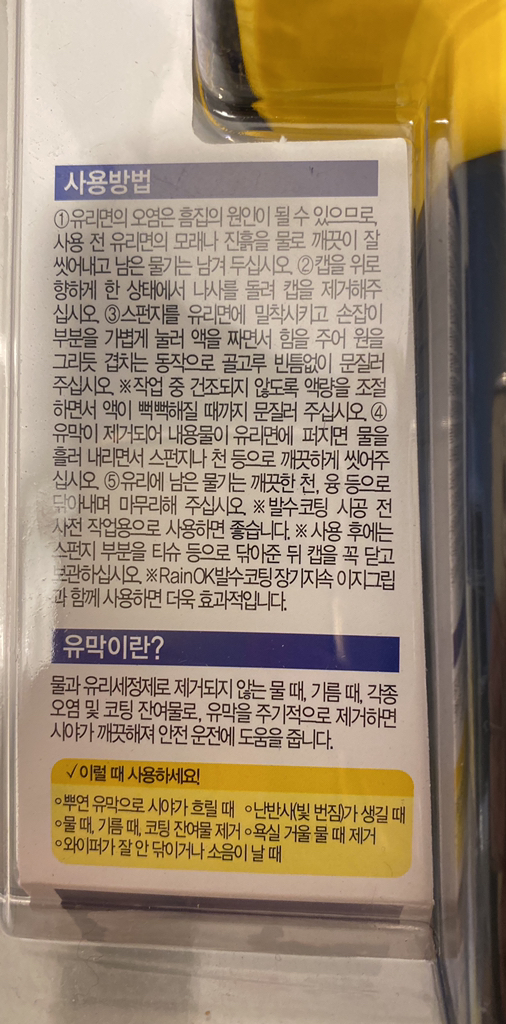 사용방법
①유리면의 오염은 흠집의 원인이 될 수 있으므로,
사용 전 유리면의 모래나 진흙을 물로 깨끗이 잘
씻어내고 남은 물기는 남겨 두십시오. ②캡을 위로
향하게 한 상태에서 나사를 돌려 캡을 제거해주
십시오. ③스펀지를 유리면에 밀착시키고 손잡이
부분을 가볍게 눌러 액을 짜면서 힘을 주어 원을
그리듯 겹치는 동작으로 골고루 빈틈없이 문질러
주십시오. ※작업 중 건조되지 않도록 액량을 조절
하면서 액이 뻑뻑해질 때까지 문질러 주십시오. ④
유막이 제거되어 내용물이 유리면에 퍼지면 물을
흘러 내리면서 스펀지나 천 등으로 깨끗하게 씻어주
십시오. ⑤유리에 남은 물기는 깨끗한 천, 융 등으로
닦아내며 마무리해 주십시오. ※발수코팅 시공 전
사전 작업용으로 사용하면 좋습니다. ※ 사용 후에는
스펀지 부분을 티슈 등으로 닦아준 뒤 캡을 꼭 닫고
보관하십시오. ※RainOK발수코팅장기지속 이지그립
과 함께 사용하면 더욱 효과적입니다.
유막이란?
물과 유리세정제로 제거되지 않는 물 때, 기름 때, 각종
오염 및 코팅 잔여물로, 유막을 주기적으로 제거하면
시야가 깨끗해져 안전 운전에 도움을 줍니다.
✓이럴 때 사용하세요!
◦뿌연 유막으로 시야가 흐릴 때 ◦난반사(빛 번짐)가 생길 때
◦물 때, 기름 때, 코팅 잔여물 제거 ◦욕실 거울 물 때 제거
◦와이퍼가 잘 안 닦이거나 소음이 날 때